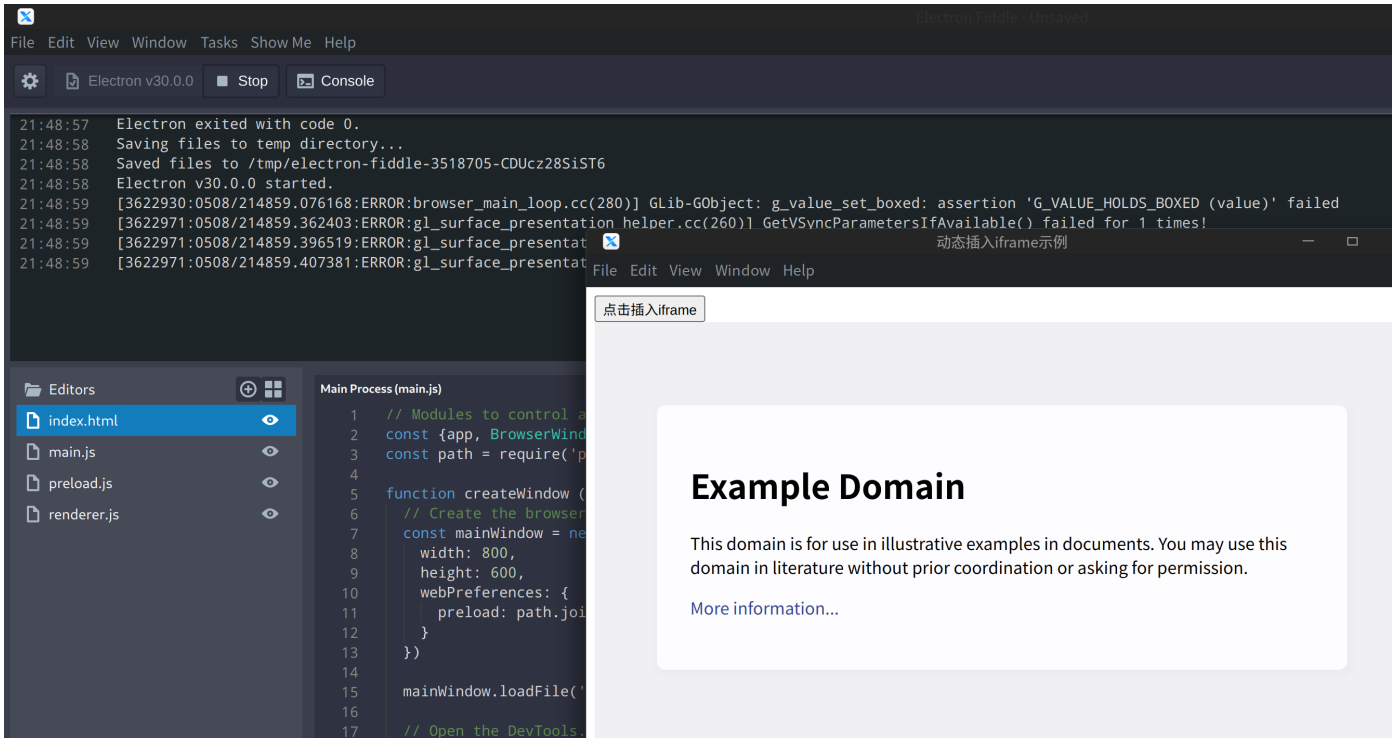 Electron Fiddle - Unsaved
File Edit View Window Tasks Show Me Help
Electron v30.0.0 Stop Console
21:48:57 Electron exited with code 0.
21:48:58 Saving files to temp directory...
21:48:58 Saved files to /tmp/electron-fiddle-3518705-CDUcz28SiST6
21:48:58 Electron v30.0.0 started.
21:48:59 [3622930:0508/214859.076168:ERROR:browser_main_loop.cc(280)] GLib-GObject: g_value_set_boxed: assertion 'G_VALUE_HOLDS_BOXED (value)' failed
21:48:59 [3622971:0508/214859.362403:ERROR:gl_surface_presentation_helper.cc(260)] GetVSyncParametersIfAvailable() failed for 1 times!
21:48:59 [3622971:0508/214859.396519:ERROR:gl_surface_presentat
21:48:59 [3622971:0508/214859.407381:ERROR:gl_surface_presentat
动态插入iframe示例
File Edit View Window Help
点击插入iframe
Example Domain
This domain is for use in illustrative examples in documents. You may use this
domain in literature without prior coordination or asking for permission.
More information...
Editors
index.html
main.js
preload.js
renderer.js
Main Process (main.js)
1 // Modules to control a
2 const {app, BrowserWind
3 const path = require('p
4
5 function createWindow (
6 // Create the browser
7 const mainWindow = ne
8 width: 800,
9 height: 600,
10 webPreferences: {
11 preload: path.joi
12 }
13 })
14
15 mainWindow.loadFile('
16
17 // Open the DevTools.